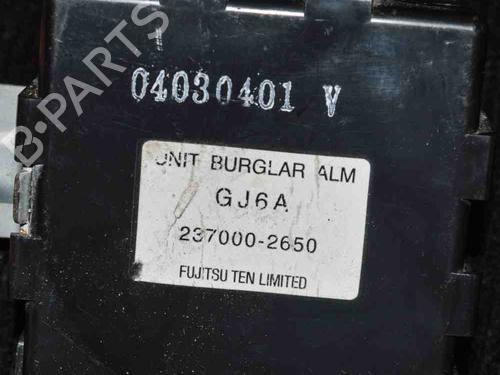 B-PARTS
04030401 V
UNIT BURGLAR ALM
GJ6A
237000-2650
FUJITSU TEN LIMITED